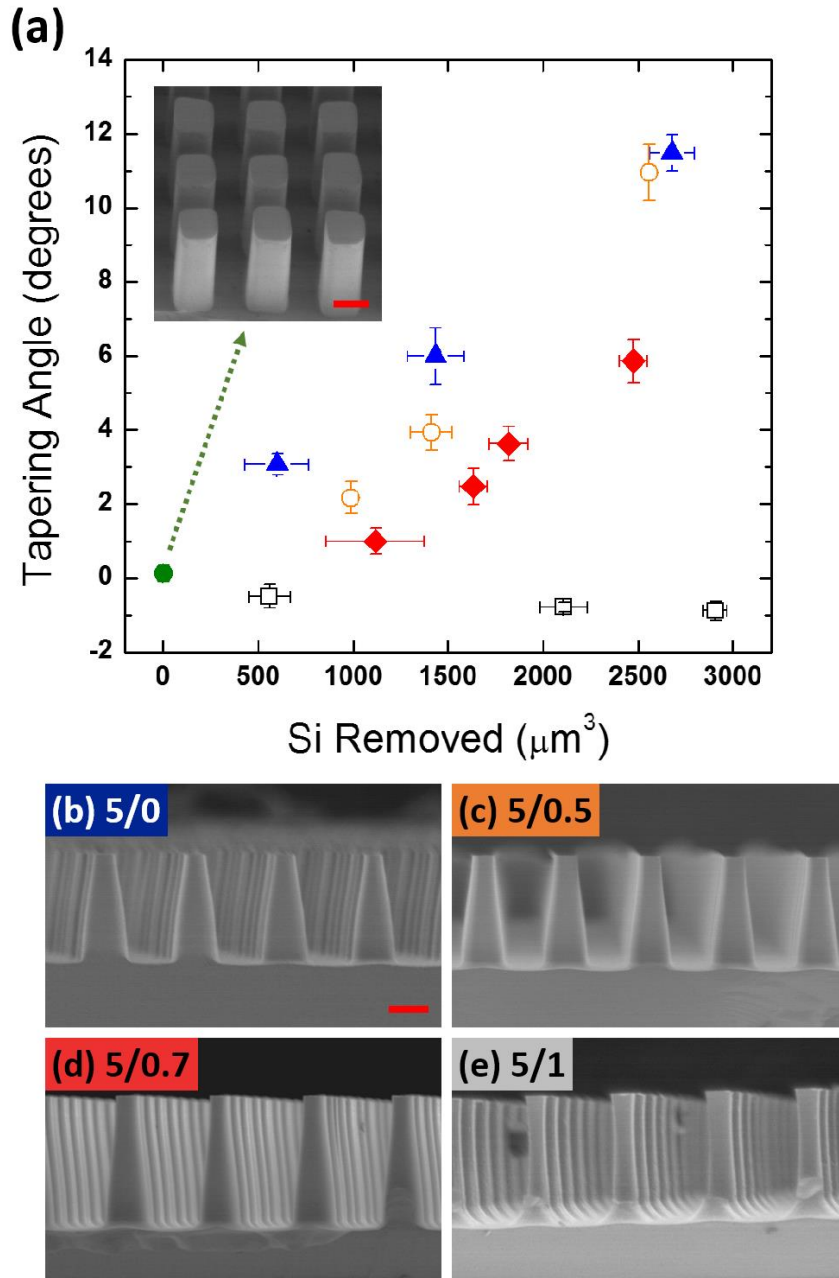 (a)
14
12
10
8
6
4
2
0
-2
Tapering Angle (degrees)
0 500 1000 1500 2000 2500 3000
Si Removed (μm³)
(b) 5/0
(c) 5/0.5
(d) 5/0.7
(e) 5/1